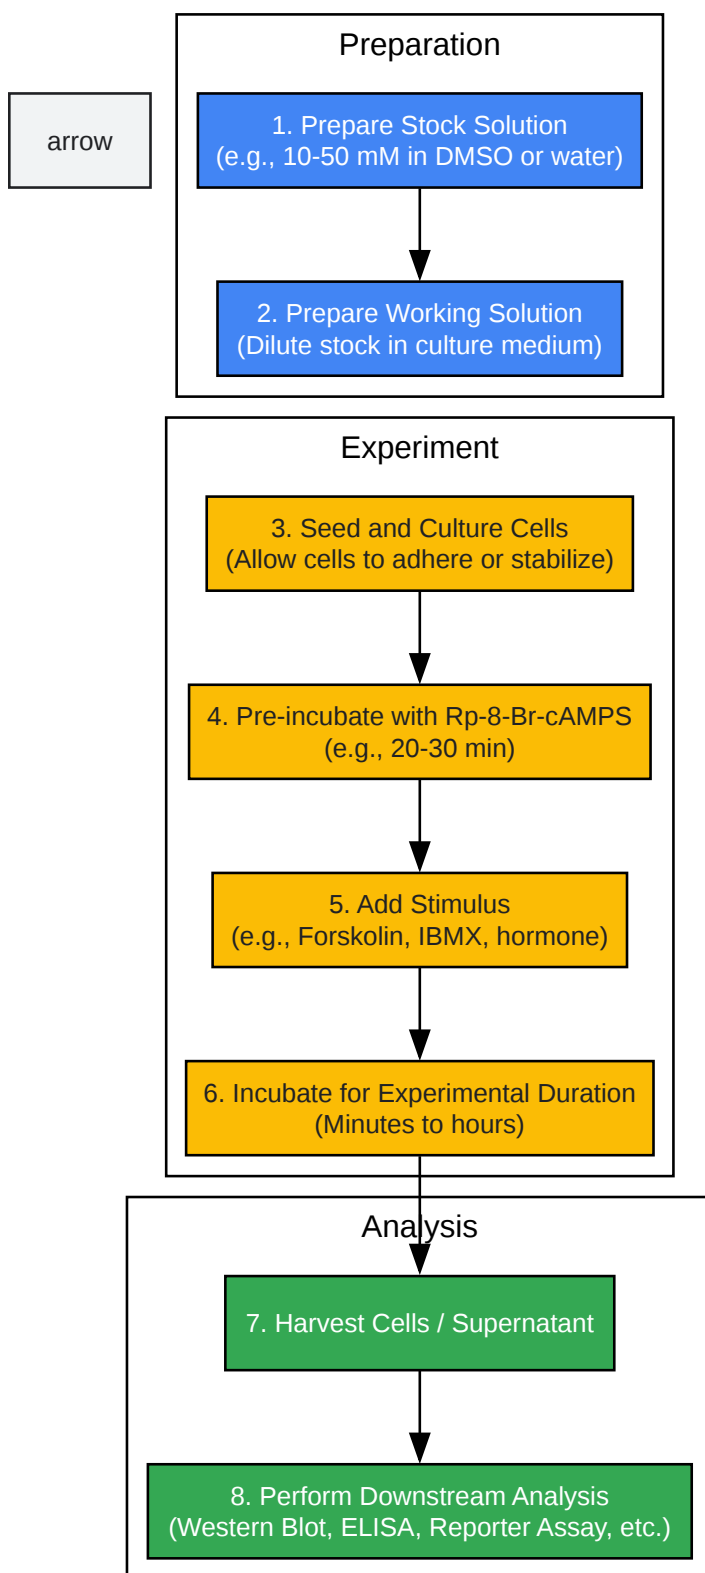 Preparation
arrow
1. Prepare Stock Solution
(e.g., 10-50 mM in DMSO or water)
2. Prepare Working Solution
(Dilute stock in culture medium)
Experiment
3. Seed and Culture Cells
(Allow cells to adhere or stabilize)
4. Pre-incubate with Rp-8-Br-cAMPS
(e.g., 20-30 min)
5. Add Stimulus
(e.g., Forskolin, IBMX, hormone)
6. Incubate for Experimental Duration
(Minutes to hours)
Analysis
7. Harvest Cells / Supernatant
8. Perform Downstream Analysis
(Western Blot, ELISA, Reporter Assay, etc.)